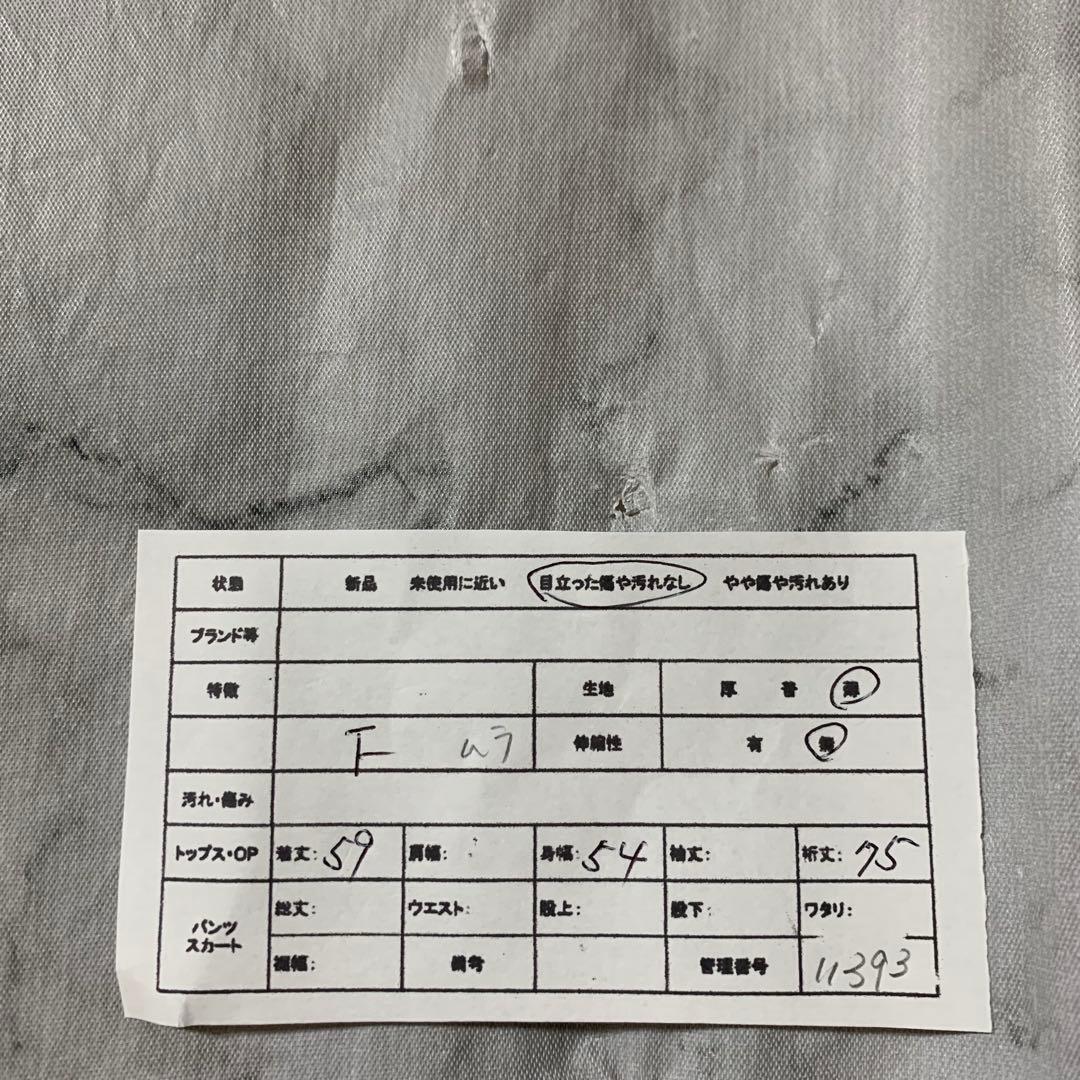 状態 新品 未使用に近い 目立った傷や汚れなし やや傷や汚れあり
ブランド等
特徴 生地 厚 普 薄
F ムラ 伸縮性 有 無
汚れ・傷み
トップス・OP 着丈: 59 肩幅: 身幅: 54 袖丈: 裄丈: 75
パンツ スカート 総丈: ウエスト: 股上: 股下: ワタリ:
裾幅: 備考 管理番号 11393